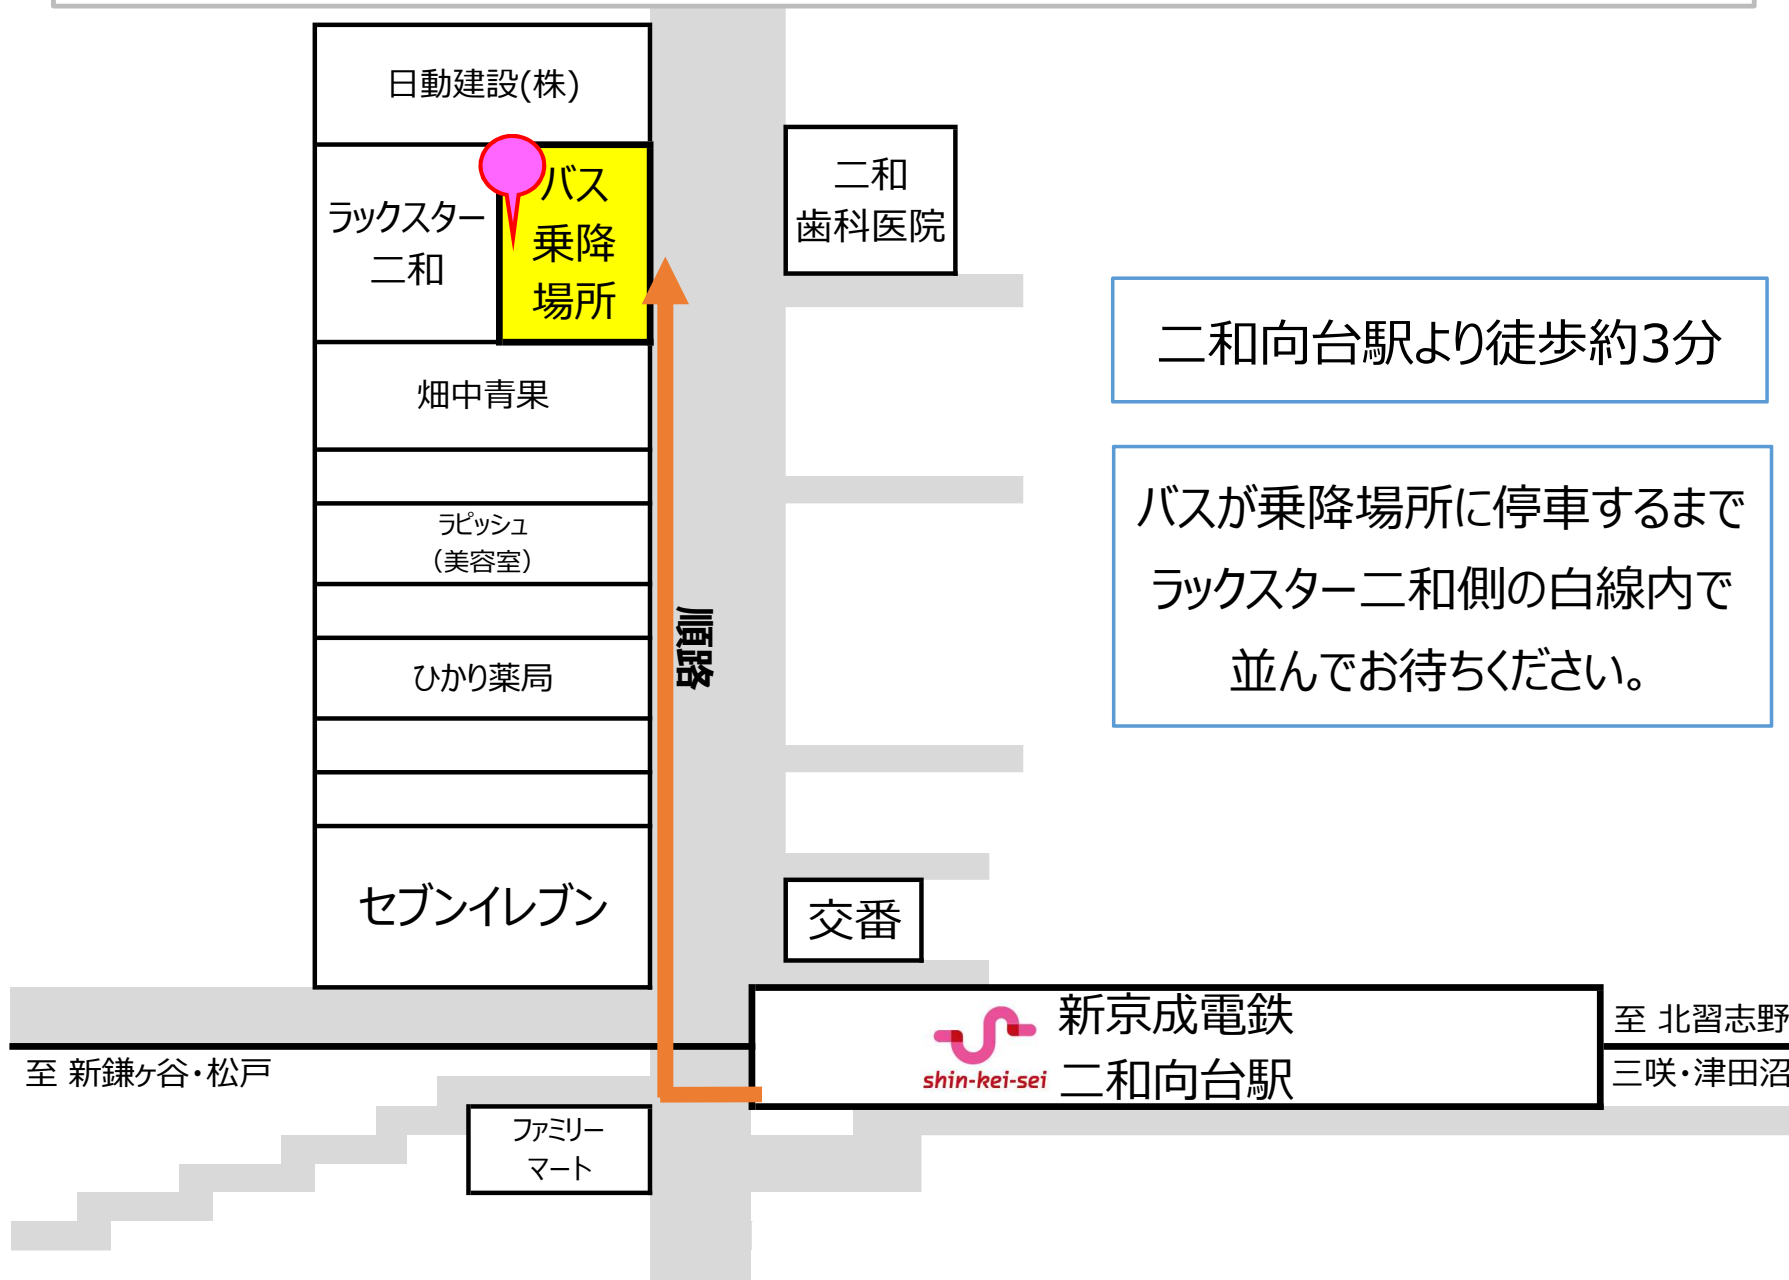 日動建設(株)
バス
乗降
場所
ラックスター
二和
二和
歯科医院
二和向台駅より徒歩約3分
畑中青果
バスが乗降場所に停車するまで
ラックスター二和側の白線内で
並んでお待ちください。
ラピッシュ
(美容室)
順路
ひかり薬局
セブンイレブン
交番
新京成電鉄
二和向台駅
shin-kei-sei
至 北習志野
三咲・津田沼
至 新鎌ヶ谷・松戸
ファミリー
マート